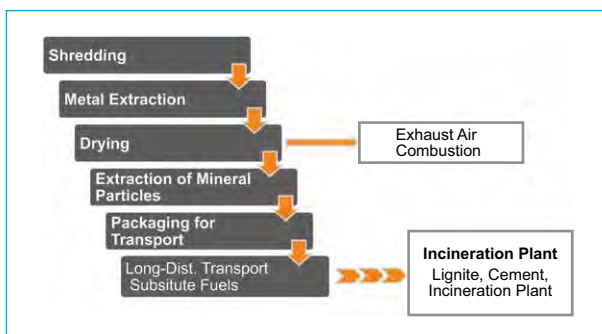 Shredding
Metal Extraction
Drying
Exhaust Air
Combustion
Extraction of Mineral
Particles
Packaging for
Transport
Long-Dist. Transport
Subsitute Fuels
Incineration Plant
Lignite, Cement,
Incineration Plant